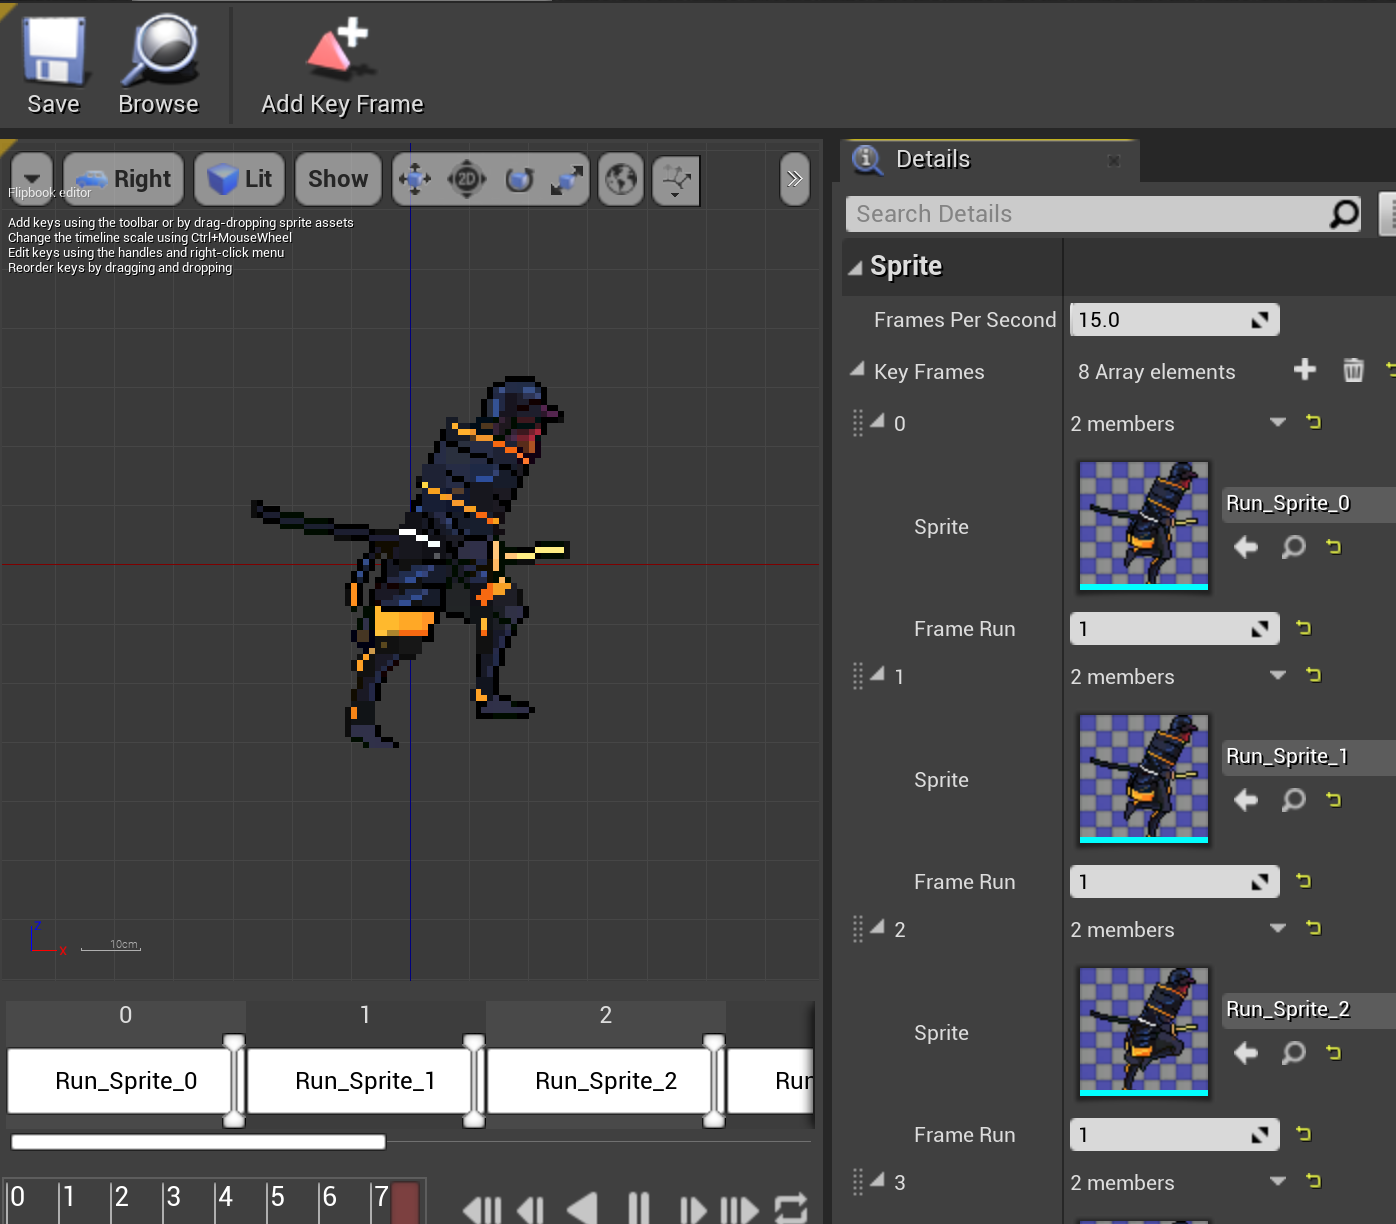 Save
Browse
Add Key Frame
Right
Lit
Show
2D
Flipbook editor
Add keys using the toolbar or by drag-dropping sprite assets
Change the timeline scale using Ctrl+MouseWheel
Edit keys using the handles and right-click menu
Reorder keys by dragging and dropping
Z
X
10cm
0
1
2
Run_Sprite_0
Run_Sprite_1
Run_Sprite_2
Run
0 1 2 3 4 5 6 7
Details
Search Details
Sprite
Frames Per Second 15.0
Key Frames 8 Array elements
0 2 members
Sprite Run_Sprite_0
Frame Run 1
1 2 members
Sprite Run_Sprite_1
Frame Run 1
2 2 members
Sprite Run_Sprite_2
Frame Run 1
3 2 members